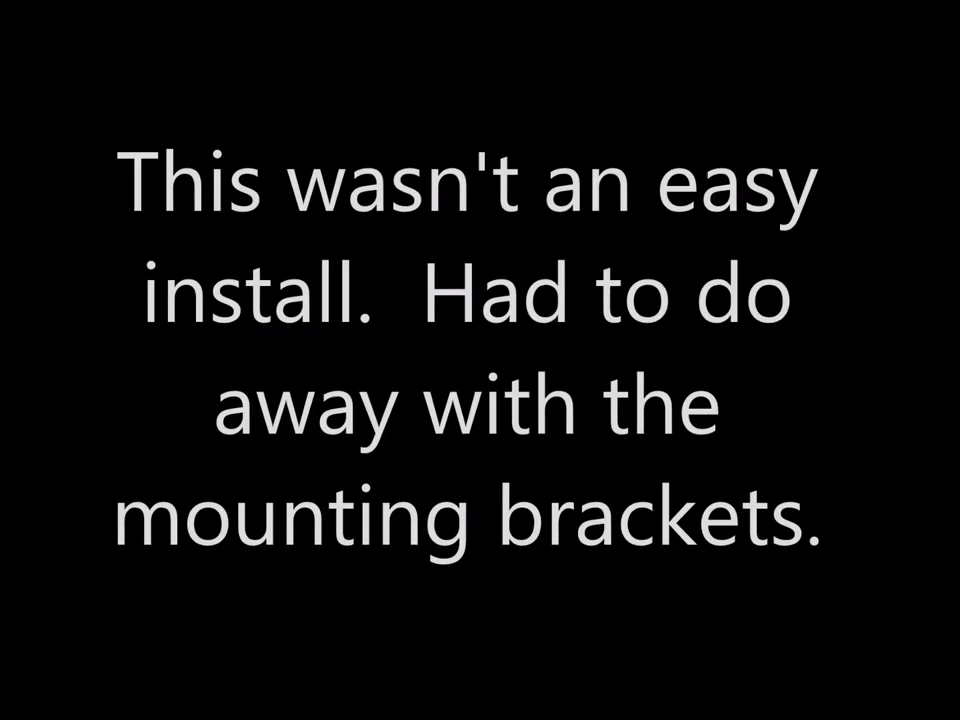 This wasn't an easy
install.  Had to do
away with the
mounting brackets.